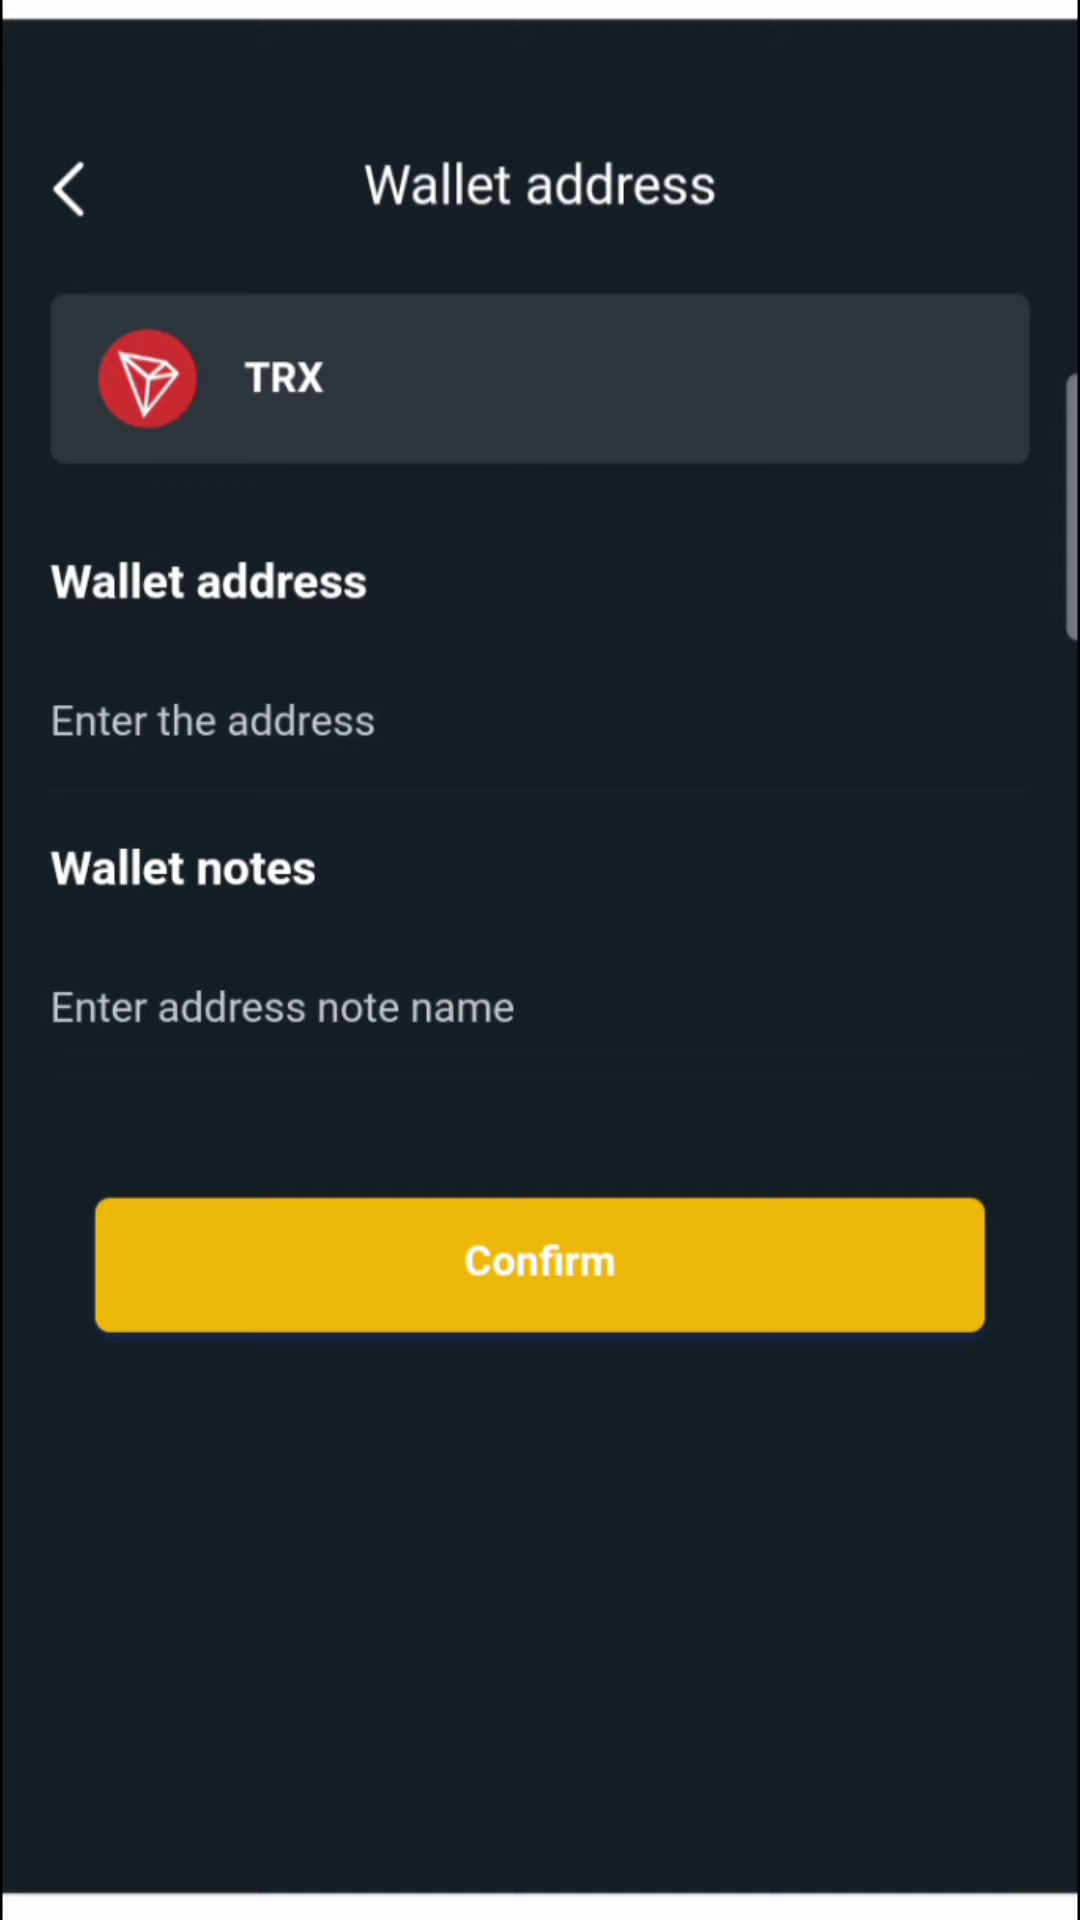 Wallet address
TRX
Wallet address
Enter the address
Wallet notes
Enter address note name
Confirm